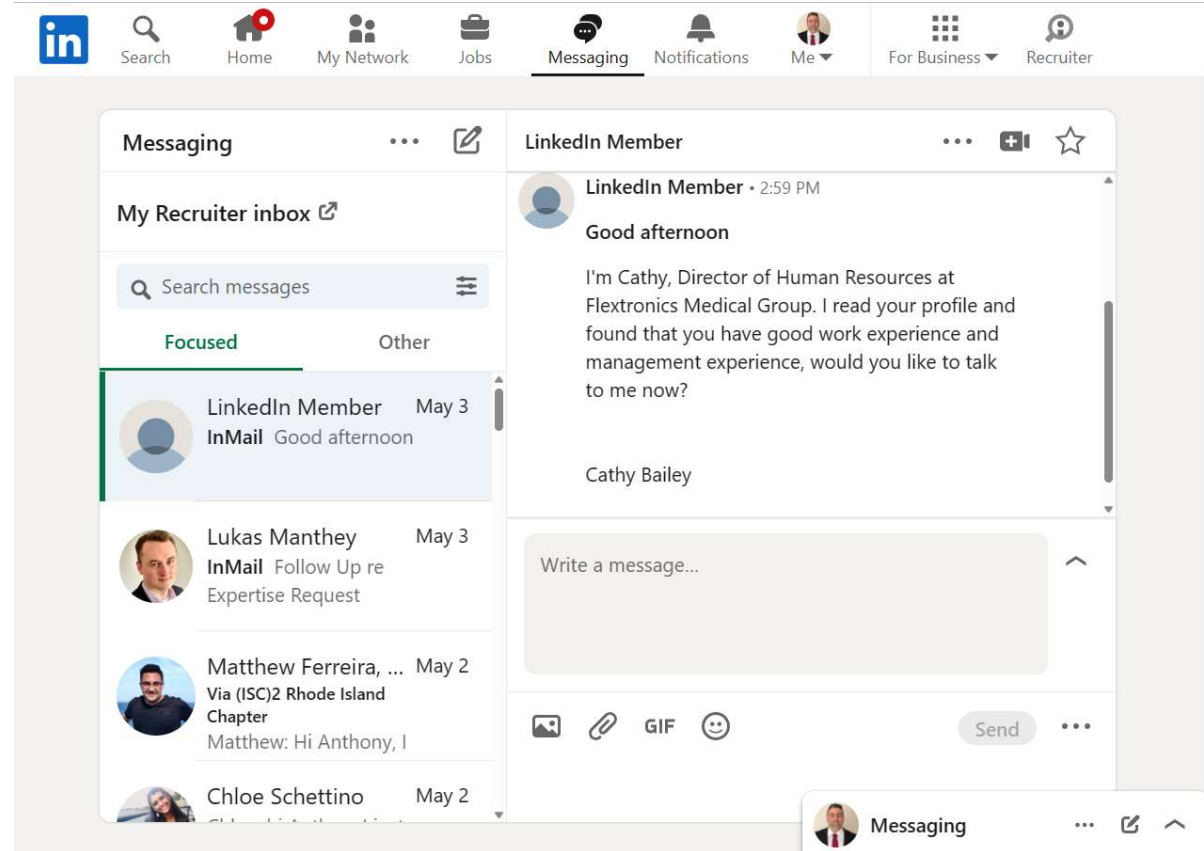 in
Search
Home
My Network
Jobs
Messaging
Notifications
Me
For Business
Recruiter
Messaging
My Recruiter inbox
Search messages
Focused
Other
LinkedIn Member May 3
InMail Good afternoon
Lukas Manthey May 3
InMail Follow Up re
Expertise Request
Matthew Ferreira, ... May 2
Via (ISC)2 Rhode Island
Chapter
Matthew: Hi Anthony, I
Chloe Schettino May 2
LinkedIn Member
LinkedIn Member • 2:59 PM
Good afternoon
I'm Cathy, Director of Human Resources at
Flextronics Medical Group. I read your profile and
found that you have good work experience and
management experience, would you like to talk
to me now?
Cathy Bailey
Write a message...
GIF
Send
Messaging